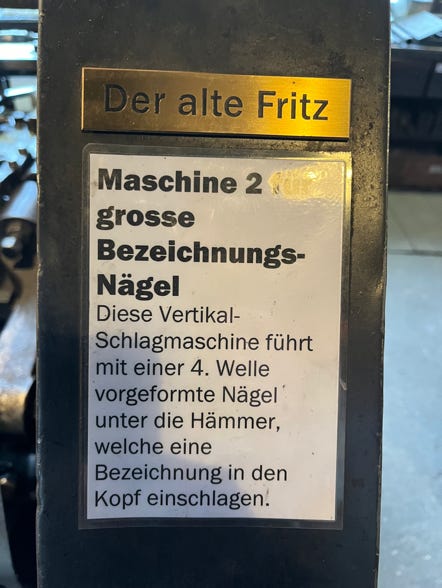 Der alte Fritz
Maschine 2 für
grosse
Bezeichnungs-
Nägel
Diese Vertikal-
Schlagmaschine führt
mit einer 4. Welle
vorgeformte Nägel
unter die Hämmer,
welche eine
Bezeichnung in den
Kopf einschlagen.